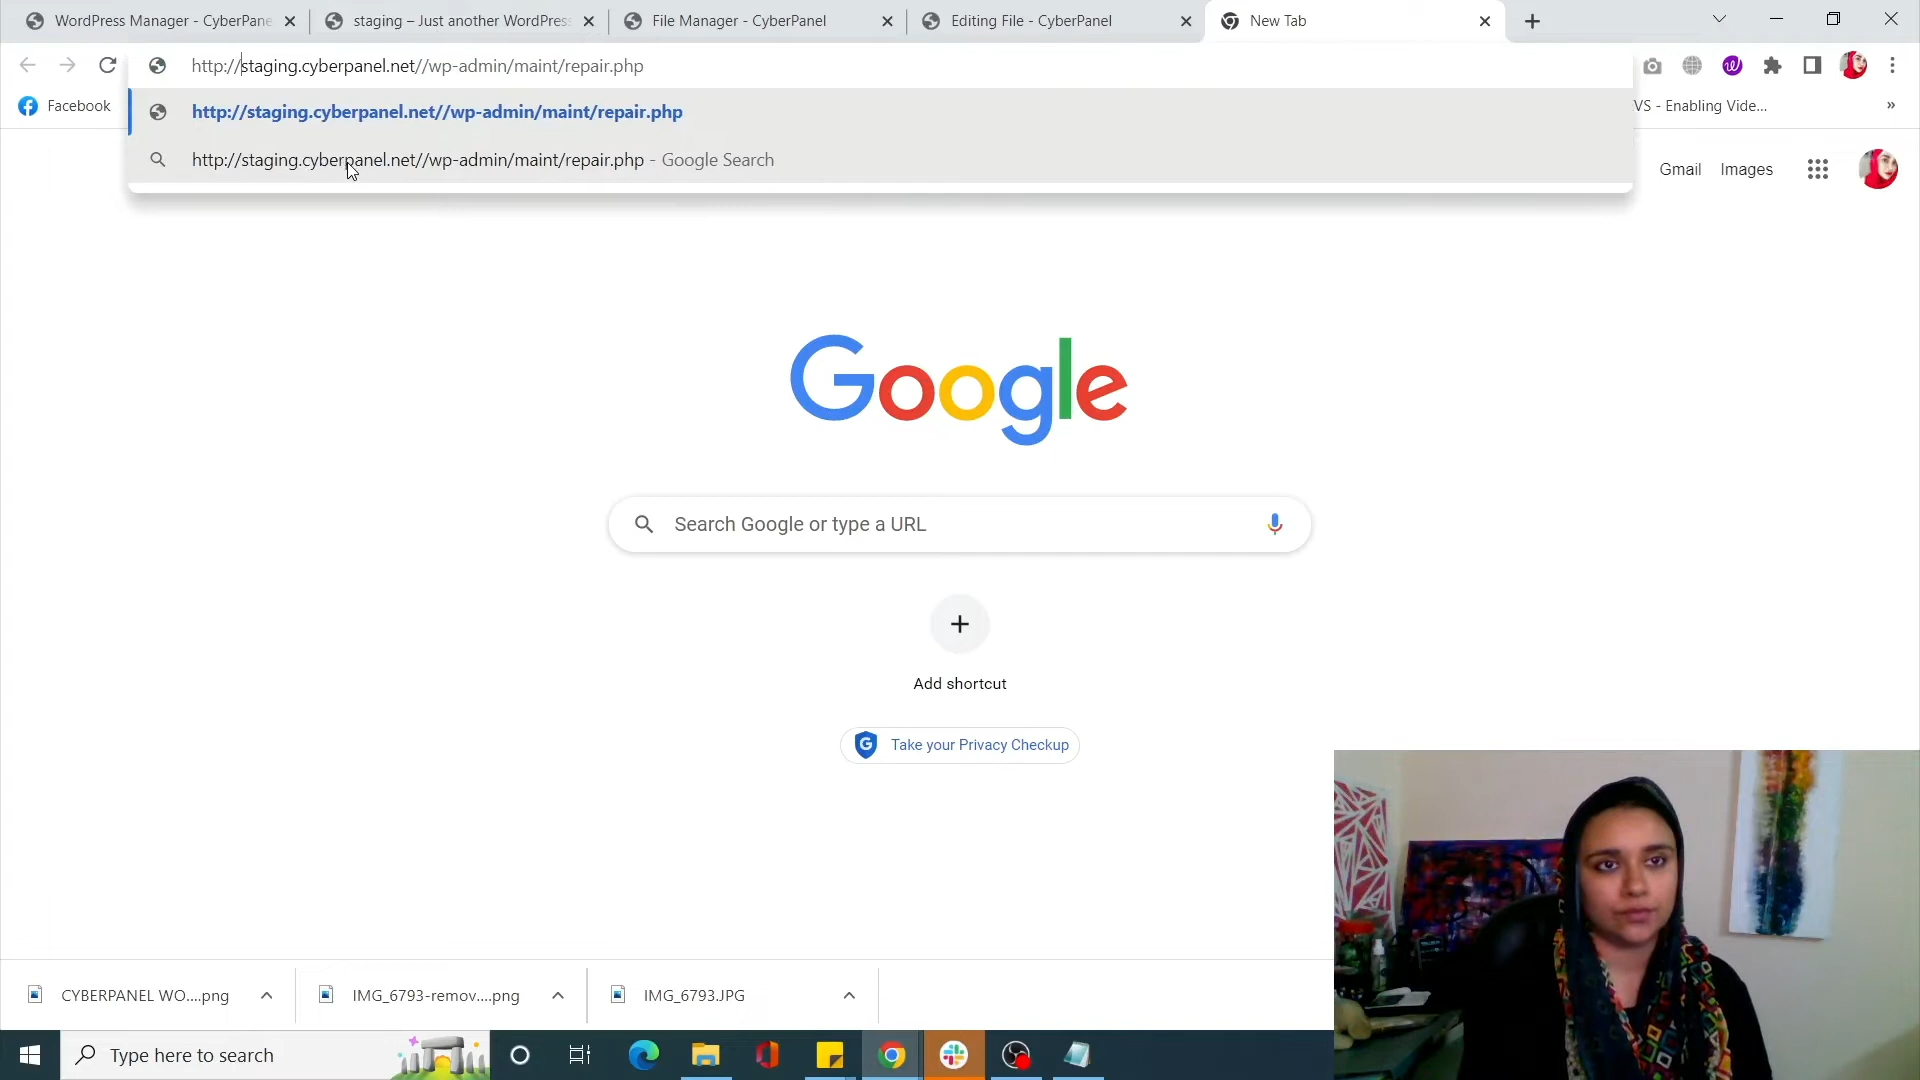 WordPress Manager - CyberPane
staging – Just another WordPress
File Manager - CyberPanel
Editing File - CyberPanel
New Tab
http://staging.cyberpanel.net//wp-admin/maint/repair.php
Facebook
http://staging.cyberpanel.net//wp-admin/maint/repair.php
VS - Enabling Vide...
»
http://staging.cyberpanel.net//wp-admin/maint/repair.php - Google Search
Gmail
Images
Google
Search Google or type a URL
Add shortcut
G
Take your Privacy Checkup
CYBERPANEL WO....png
IMG_6793-remov....png
IMG_6793.JPG
Type here to search